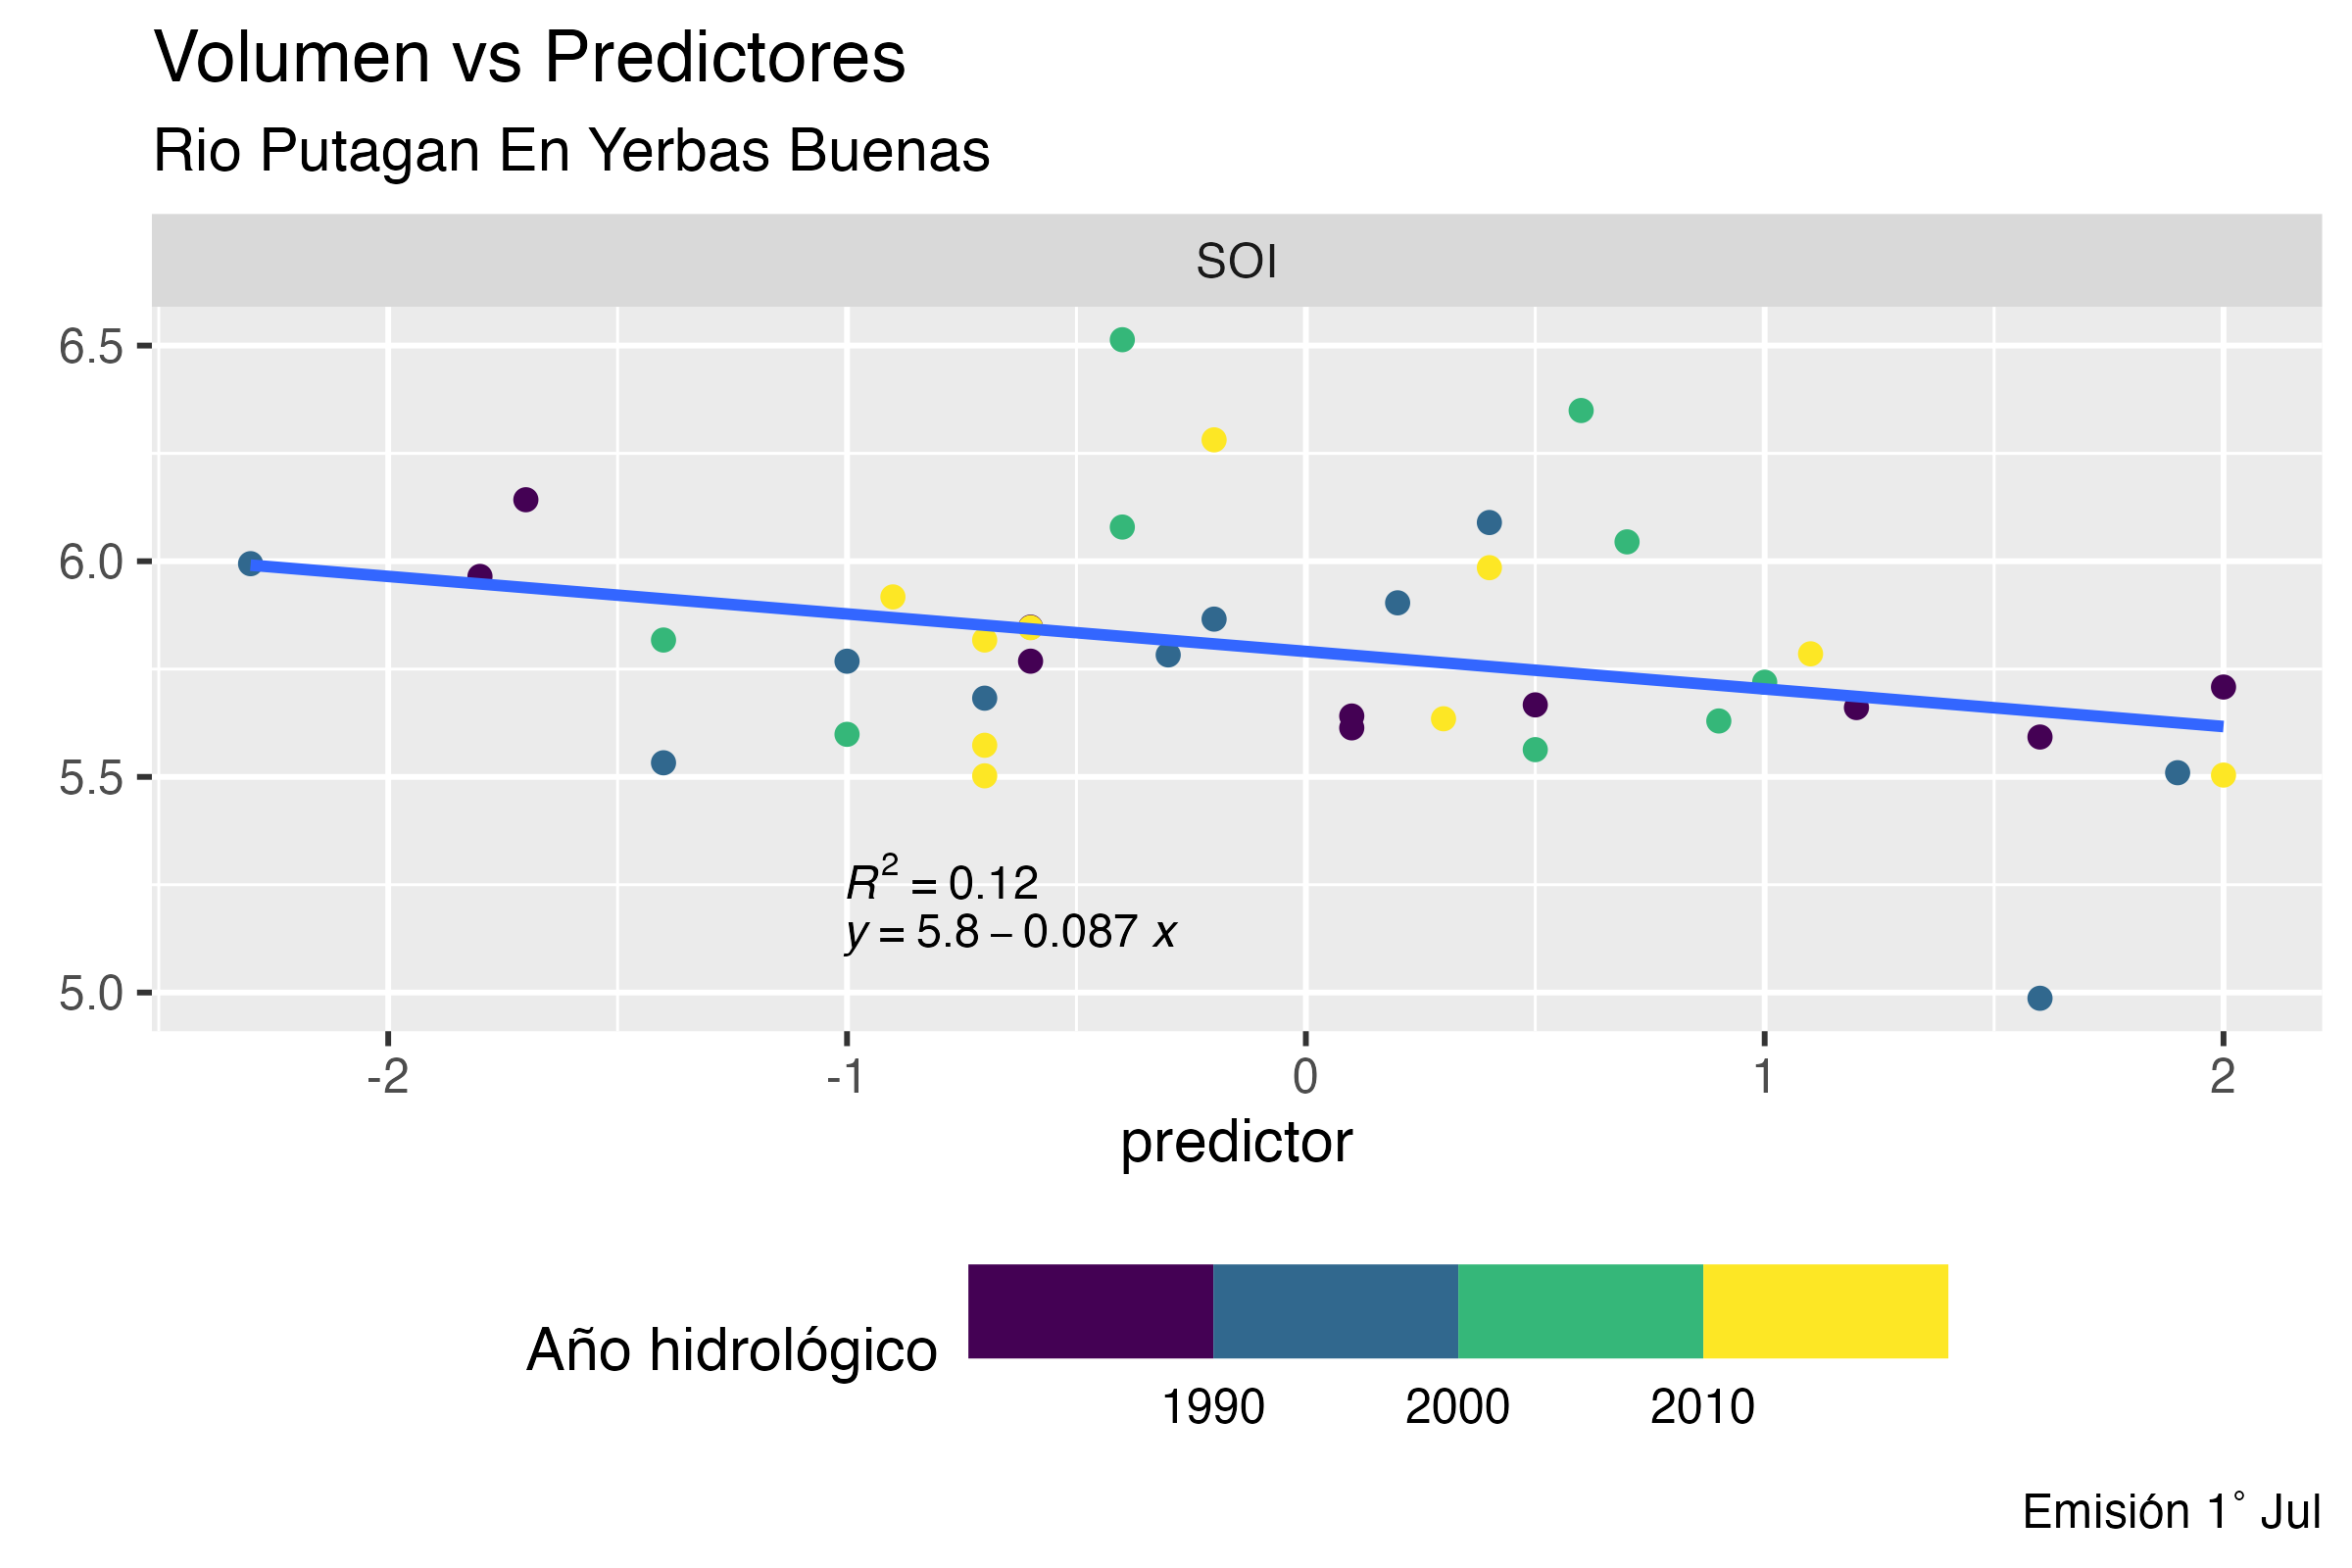 Volumen vs Predictores
Rio Putagan En Yerbas Buenas
SOI
6.5
6.0
5.5
5.0
R² = 0.12
y = 5.8 − 0.087 x
-2 -1 0 1 2
predictor
Año hidrológico
1990 2000 2010
Emisión 1° Jul